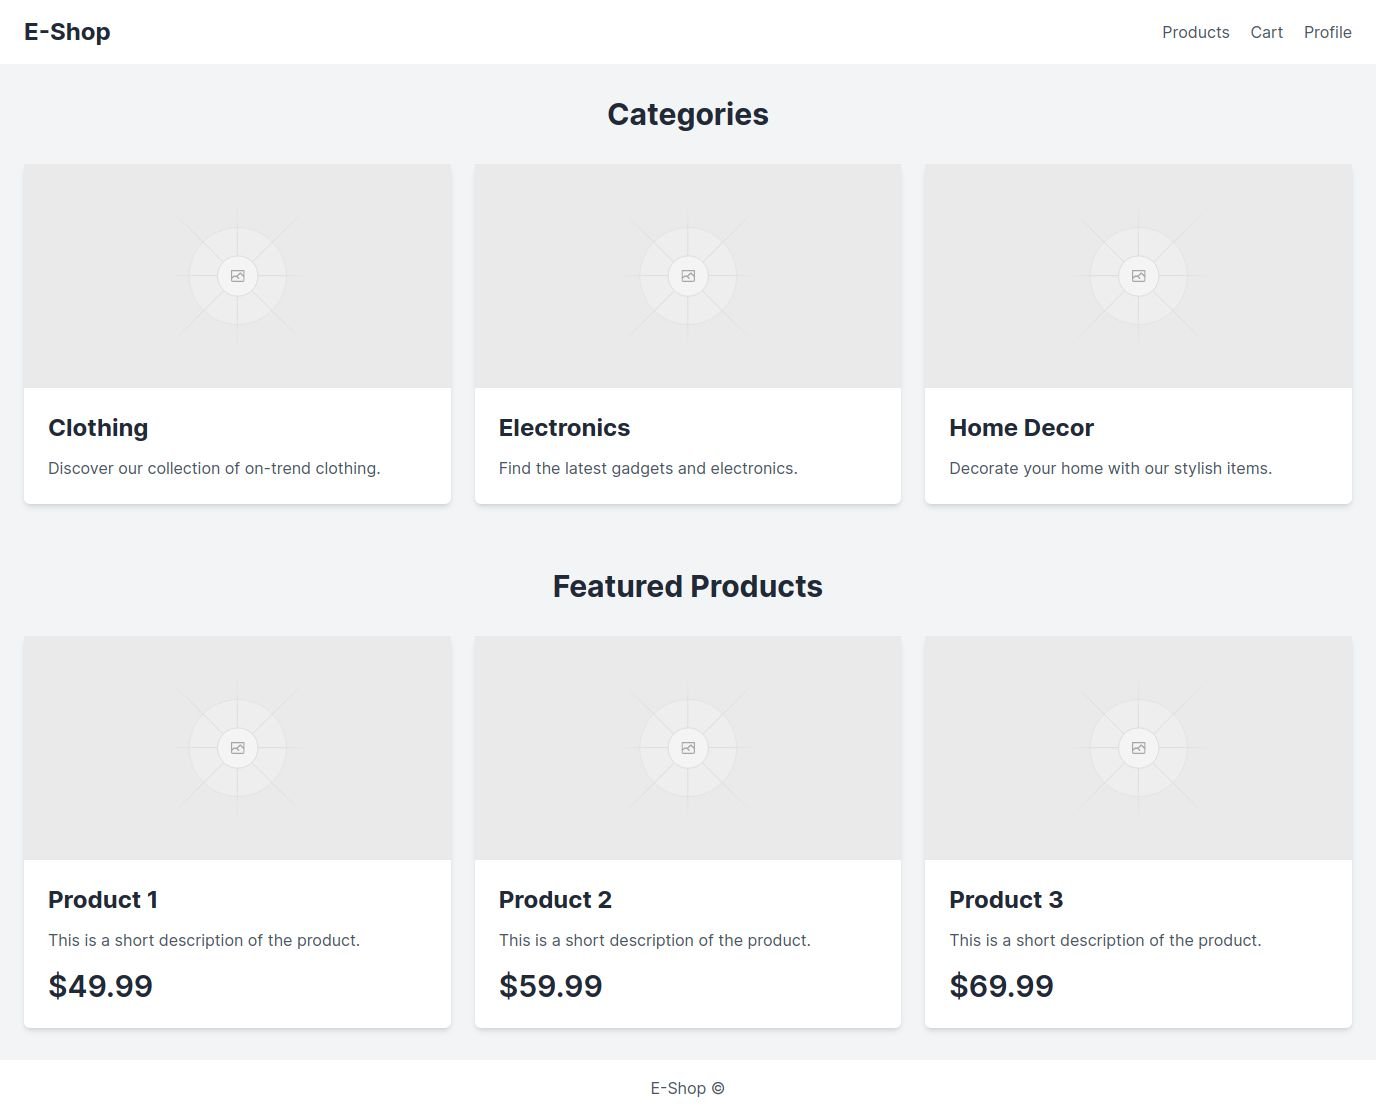 E-Shop
Products Cart Profile
Categories
Clothing
Discover our collection of on-trend clothing.
Electronics
Find the latest gadgets and electronics.
Home Decor
Decorate your home with our stylish items.
Featured Products
Product 1
This is a short description of the product.
$49.99
Product 2
This is a short description of the product.
$59.99
Product 3
This is a short description of the product.
$69.99
E-Shop ©